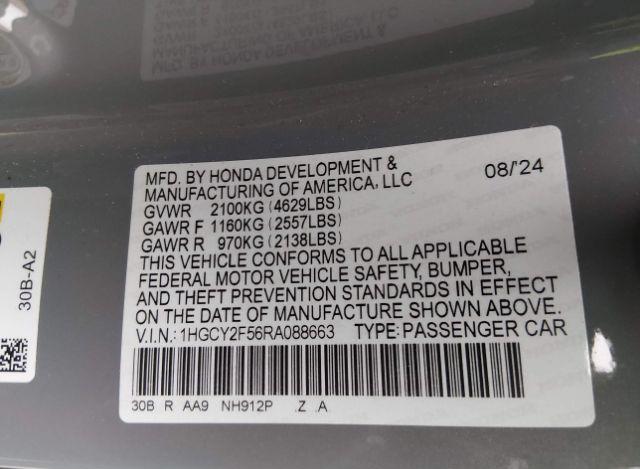 MFD. BY HONDA DEVELOPMENT &
MANUFACTURING OF AMERICA, LLC
08/'24
GVWR 2100KG (4629LBS)
GAWR F 1160KG (2557LBS)
GAWR R 970KG (2138LBS)
THIS VEHICLE CONFORMS TO ALL APPLICABLE
FEDERAL MOTOR VEHICLE SAFETY, BUMPER,
AND THEFT PREVENTION STANDARDS IN EFFECT
ON THE DATE OF MANUFACTURE SHOWN ABOVE.
V.I.N.: 1HGCY2F56RA088663 TYPE: PASSENGER CAR
30B R AA9 NH912P .Z .A
30B-A2